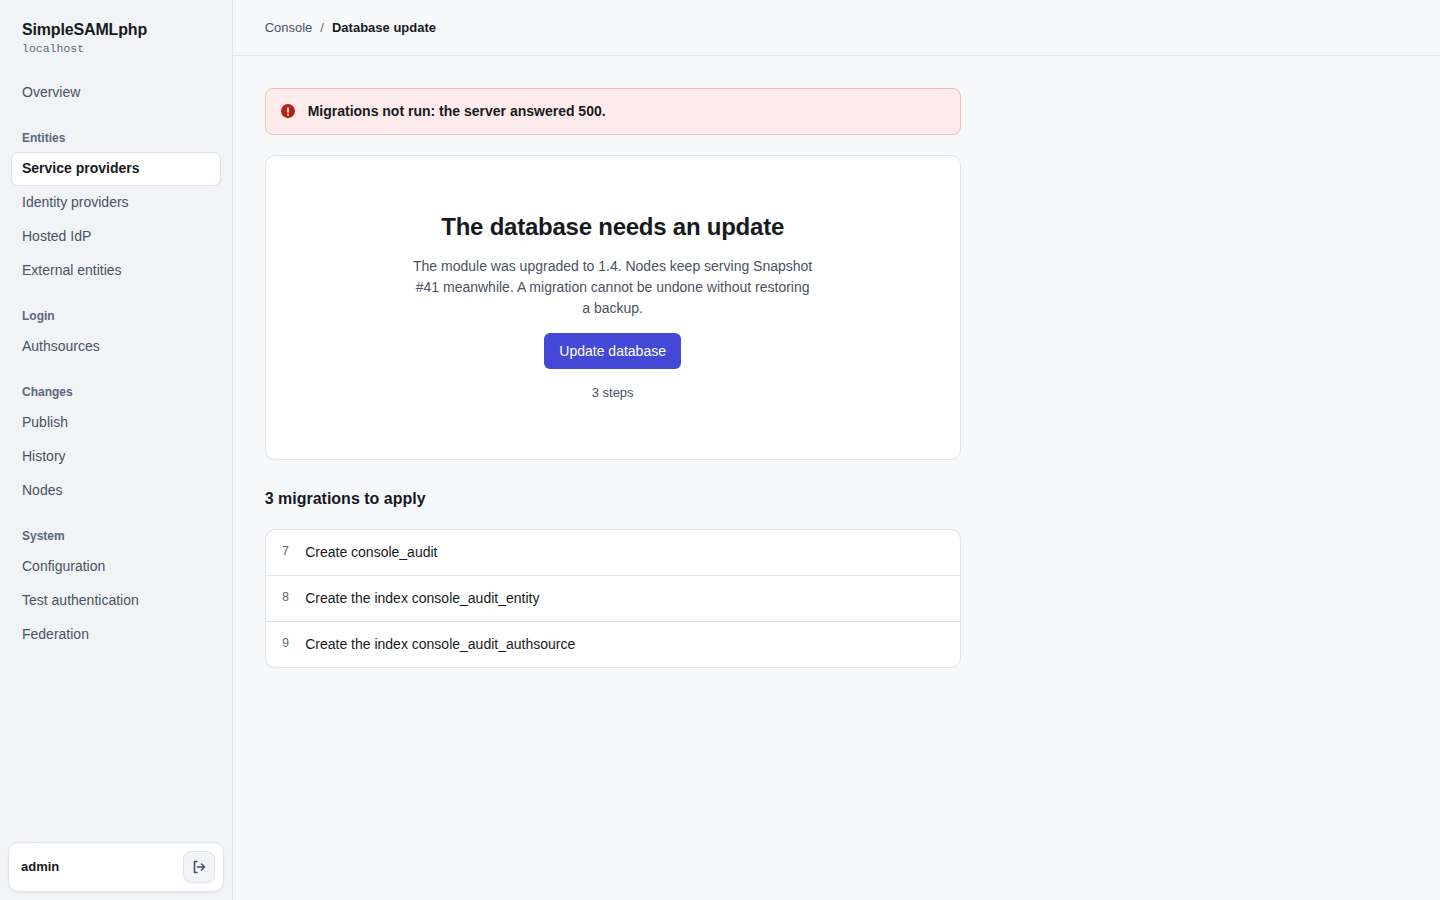 SimpleSAMLphp
localhost
Overview
Entities
Service providers
Identity providers
Hosted IdP
External entities
Login
Authsources
Changes
Publish
History
Nodes
System
Configuration
Test authentication
Federation
admin
Console / Database update
Migrations not run: the server answered 500.
The database needs an update
The module was upgraded to 1.4. Nodes keep serving Snapshot
#41 meanwhile. A migration cannot be undone without restoring
a backup.
Update database
3 steps
3 migrations to apply
7 Create console_audit
8 Create the index console_audit_entity
9 Create the index console_audit_authsource